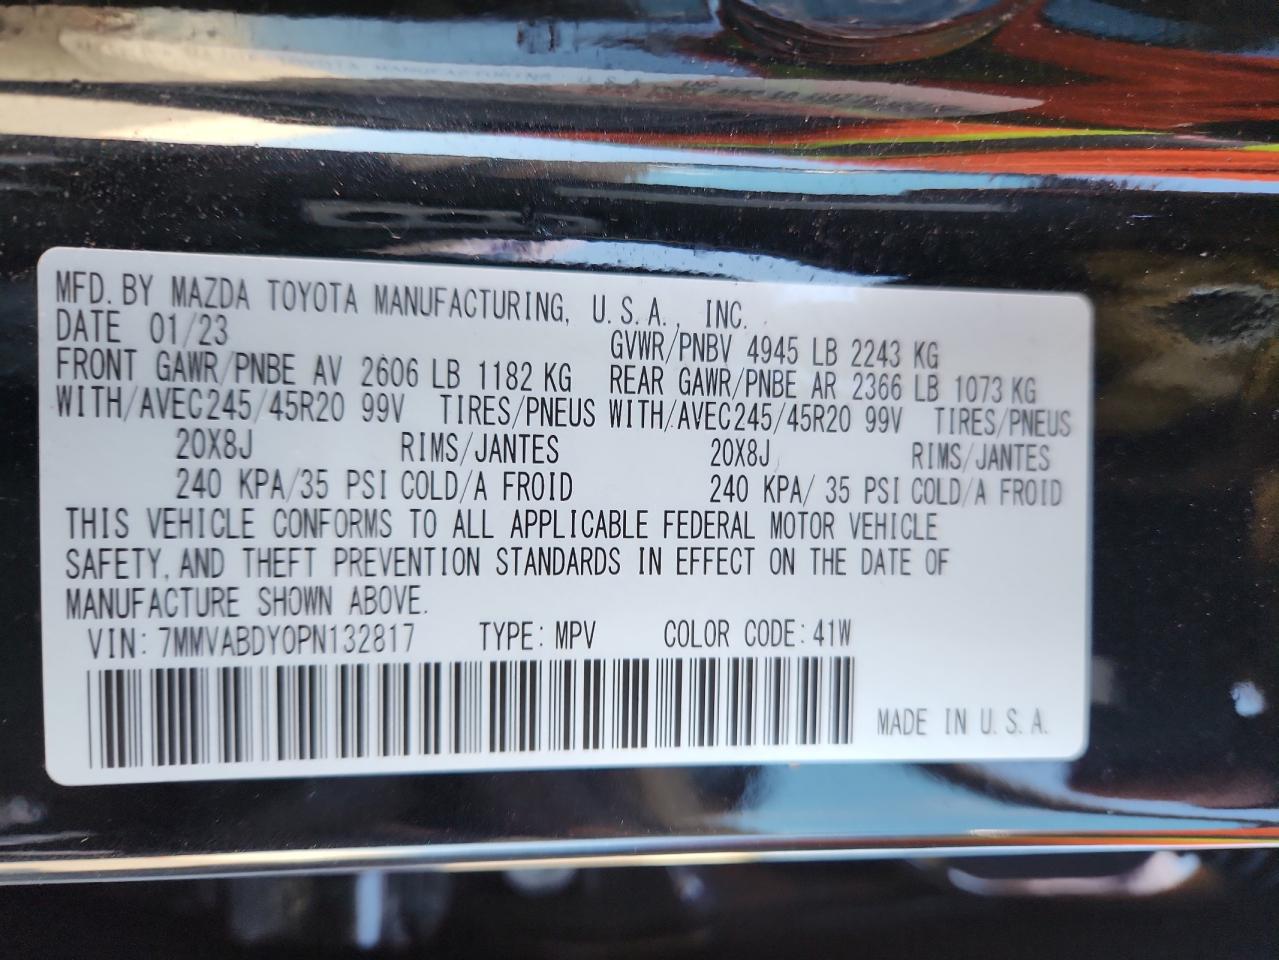 MFD. BY MAZDA TOYOTA MANUFACTURING, U.S.A., INC.
DATE 01/23
GVWR/PNBV 4945 LB 2243 KG
FRONT GAWR/PNBE AV 2606 LB 1182 KG REAR GAWR/PNBE AR 2366 LB 1073 KG
WITH/AVEC245/45R20 99V TIRES/PNEUS WITH/AVEC245/45R20 99V TIRES/PNEUS
20X8J RIMS/JANTES 20X8J RIMS/JANTES
240 KPA/35 PSI COLD/A FROID 240 KPA/ 35 PSI COLD/A FROID
THIS VEHICLE CONFORMS TO ALL APPLICABLE FEDERAL MOTOR VEHICLE
SAFETY, AND THEFT PREVENTION STANDARDS IN EFFECT ON THE DATE OF
MANUFACTURE SHOWN ABOVE.
VIN: 7MMVABDY0PN132817 TYPE: MPV COLOR CODE: 41W
MADE IN U.S.A.